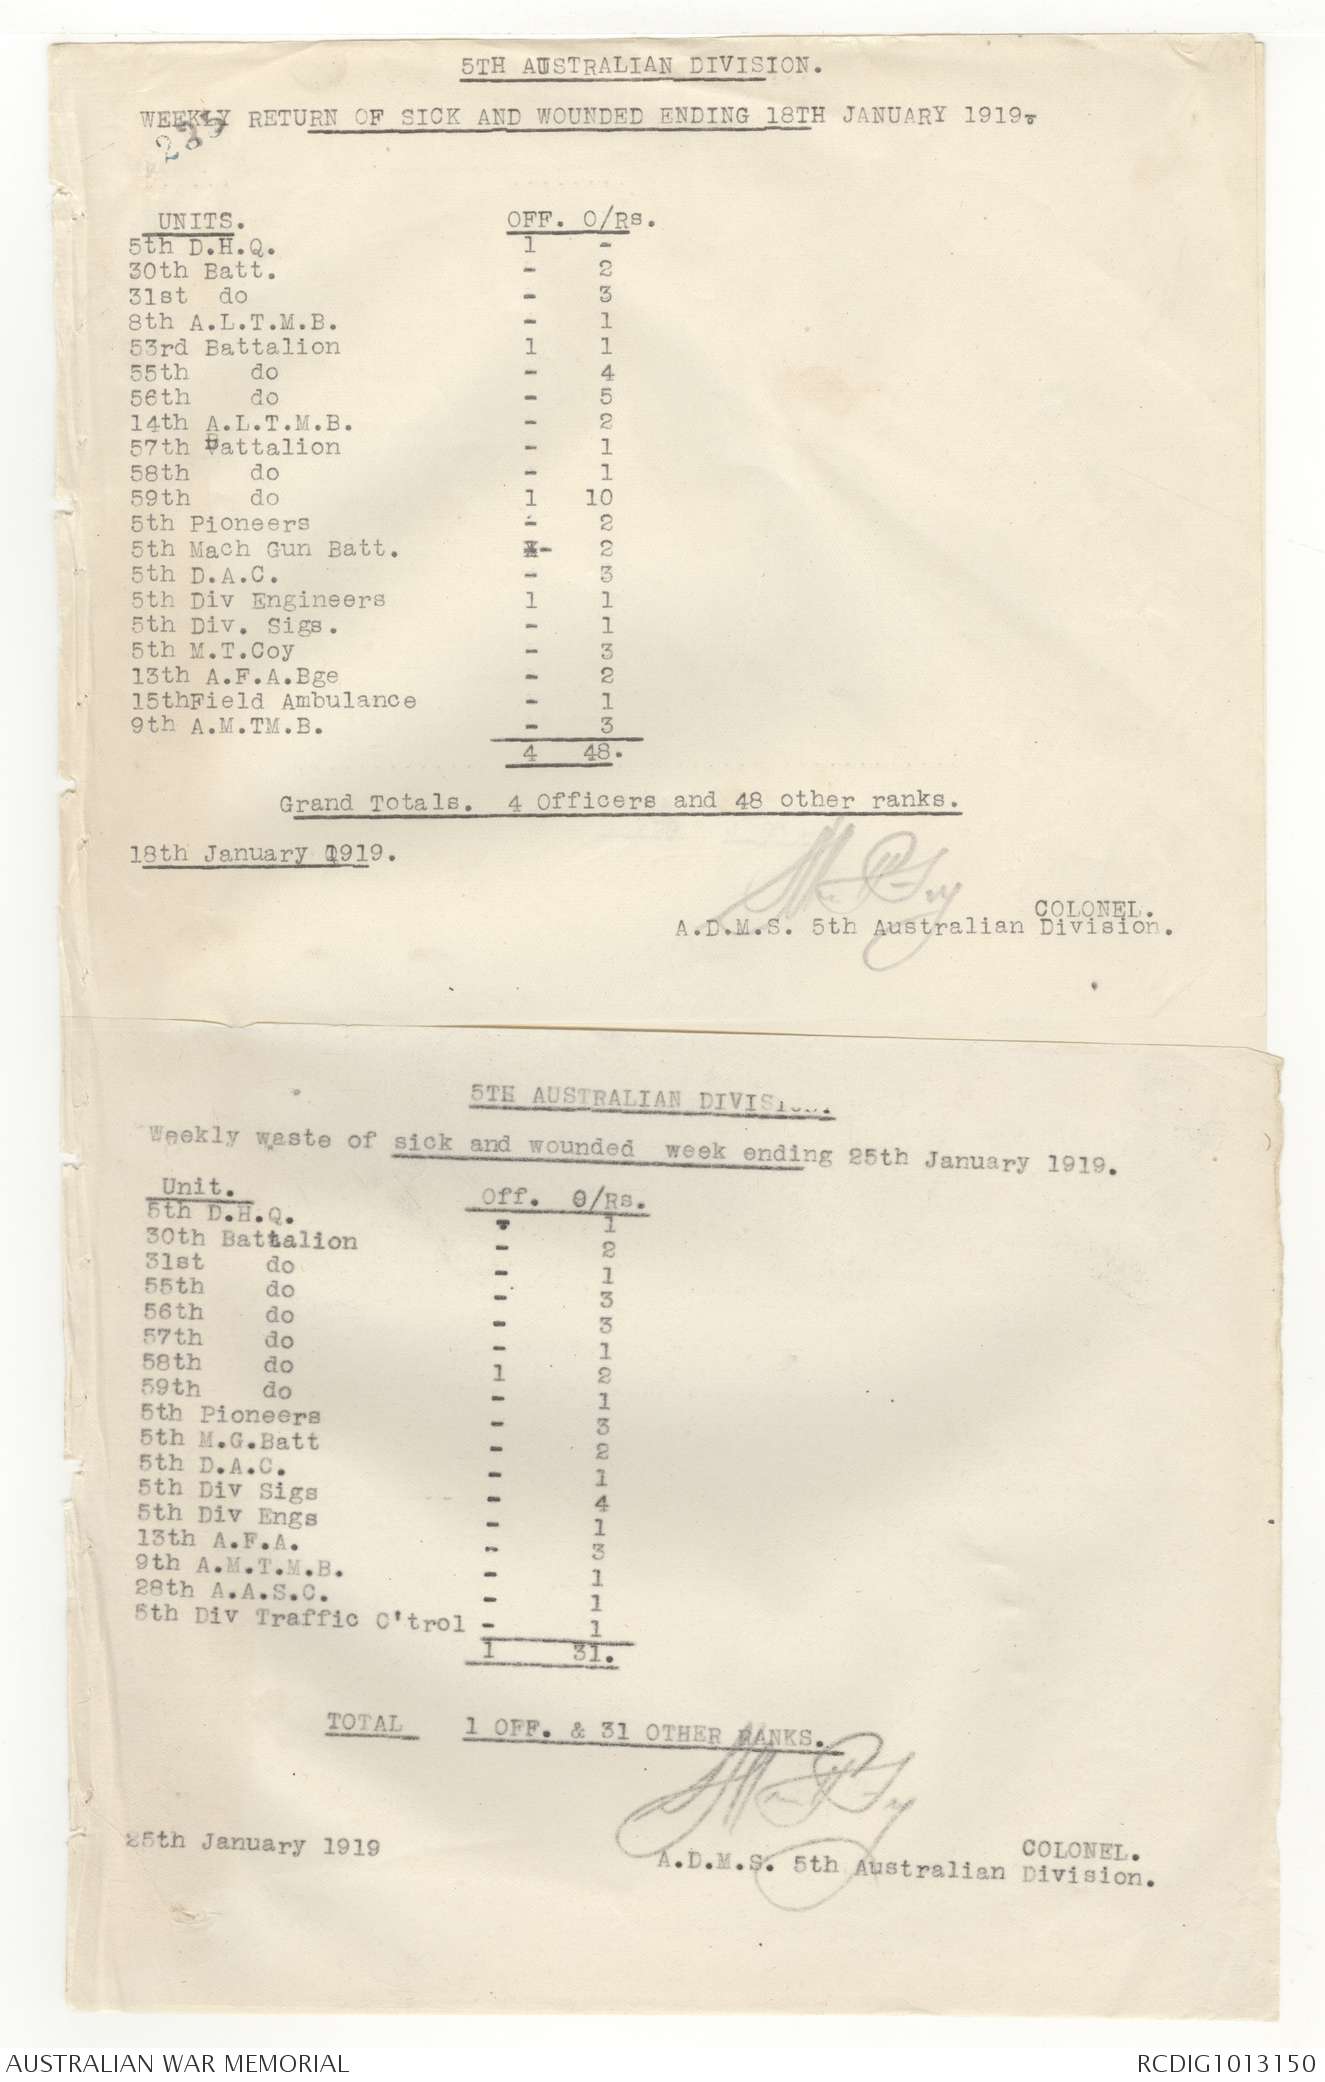 5TH AUSTRALIAN DIVISION.
WEEKLY RETURN OF SICK AND WOUNDED ENDING 18TH JANUARY 1919.
UNITS. OFF. O/Rs.
5th D.H.Q. 1 -
30th Batt. - 2
31st do - 3
8th A.L.T.M.B. - 1
53rd Battalion 1 1
55th do - 4
56th do - 5
14th A.L.T.M.B. - 2
57th Battalion - 1
58th do - 1
59th do 1 10
5th Pioneers - 2
5th Mach Gun Batt. - 2
5th D.A.C. - 3
5th Div Engineers 1 1
5th Div. Sigs. - 1
5th M.T.Coy - 3
13th A.F.A.Bge - 2
15thField Ambulance - 1
9th A.M.TM.B. - 3
4 48.
Grand Totals. 4 Officers and 48 other ranks.
18th January 1919.
COLONEL.
A.D.M.S. 5th Australian Division.
5TH AUSTRALIAN DIVISION.
Weekly waste of sick and wounded week ending 25th January 1919.
Unit. Off. O/Rs.
5th D.H.Q. - 1
30th Battalion - 2
31st do - 1
55th do - 3
56th do - 3
57th do - 1
58th do 1 2
59th do - 1
5th Pioneers - 3
5th M.G.Batt - 2
5th D.A.C. - 1
5th Div Sigs - 4
5th Div Engs - 1
13th A.F.A. - 3
9th A.M.T.M.B. - 1
28th A.A.S.C. - 1
5th Div Traffic C'trol - 1
1 31.
TOTAL 1 OFF. & 31 OTHER RANKS.
25th January 1919
COLONEL.
A.D.M.S. 5th Australian Division.
AUSTRALIAN WAR MEMORIAL
RCDIG1013150